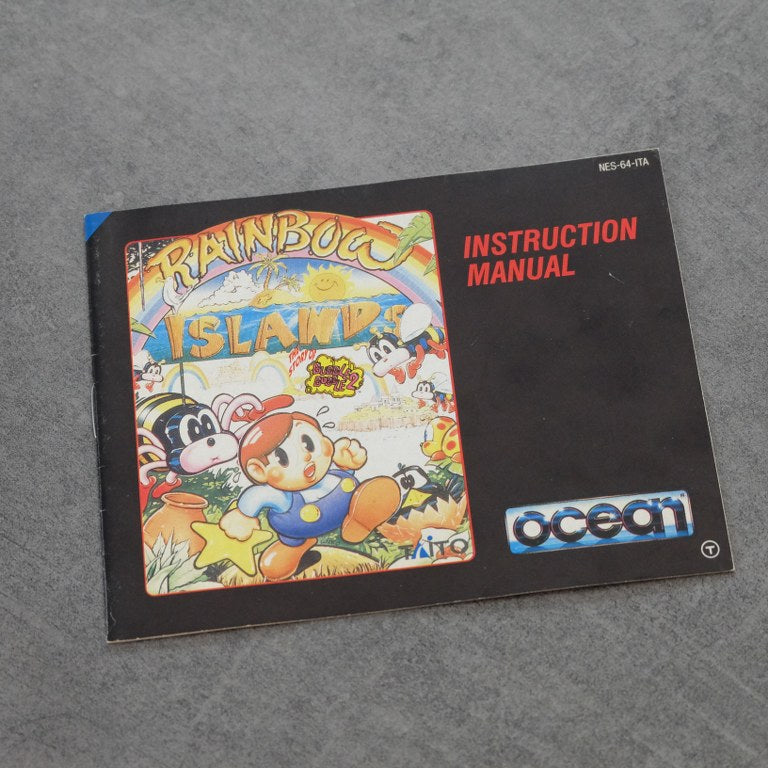 NES-64-ITA
INSTRUCTION
MANUAL
RAINBOW
ISLANDS
THE
STORY OF
BUBBLE
BOBBLE 2
TAITO
ocean
T